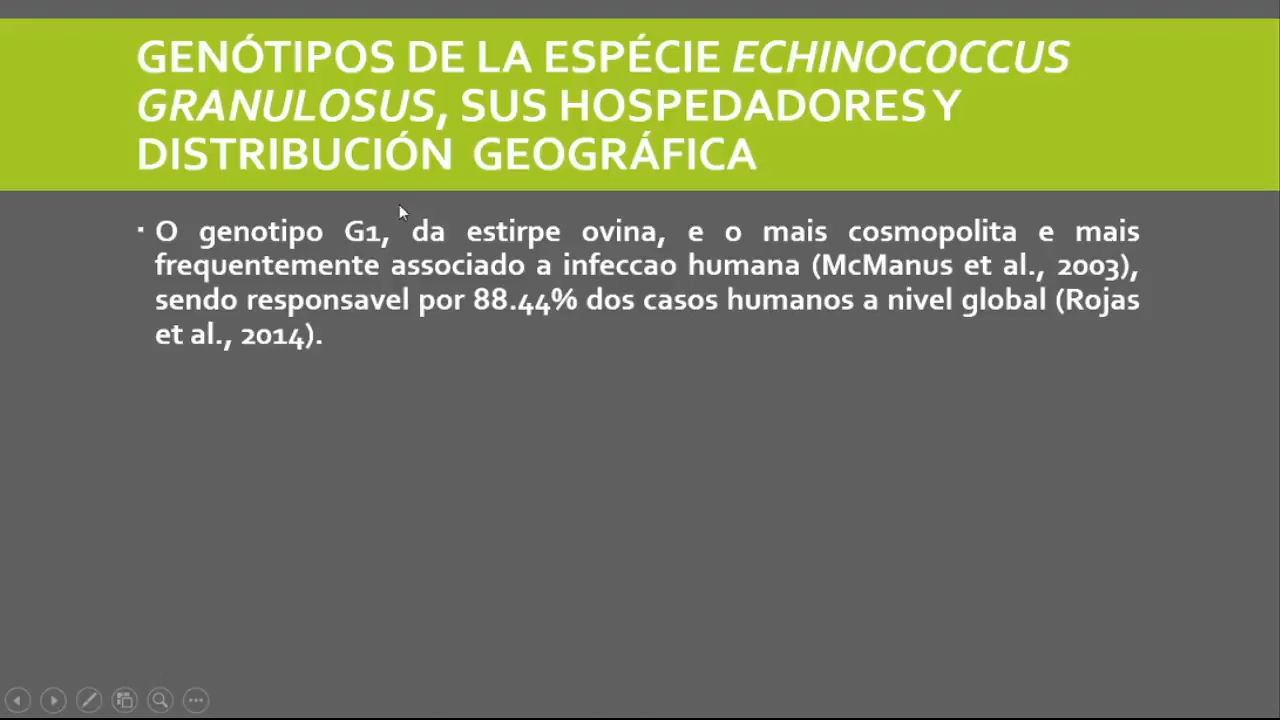 GENÓTIPOS DE LA ESPÉCIE ECHINOCOCCUS
GRANULOSUS, SUS HOSPEDADORES Y
DISTRIBUCIÓN GEOGRÁFICA
▪ O genotipo G1, da estirpe ovina, e o mais cosmopolita e mais
frequentemente associado a infeccao humana (McManus et al., 2003),
sendo responsavel por 88.44% dos casos humanos a nivel global (Rojas
et al., 2014).